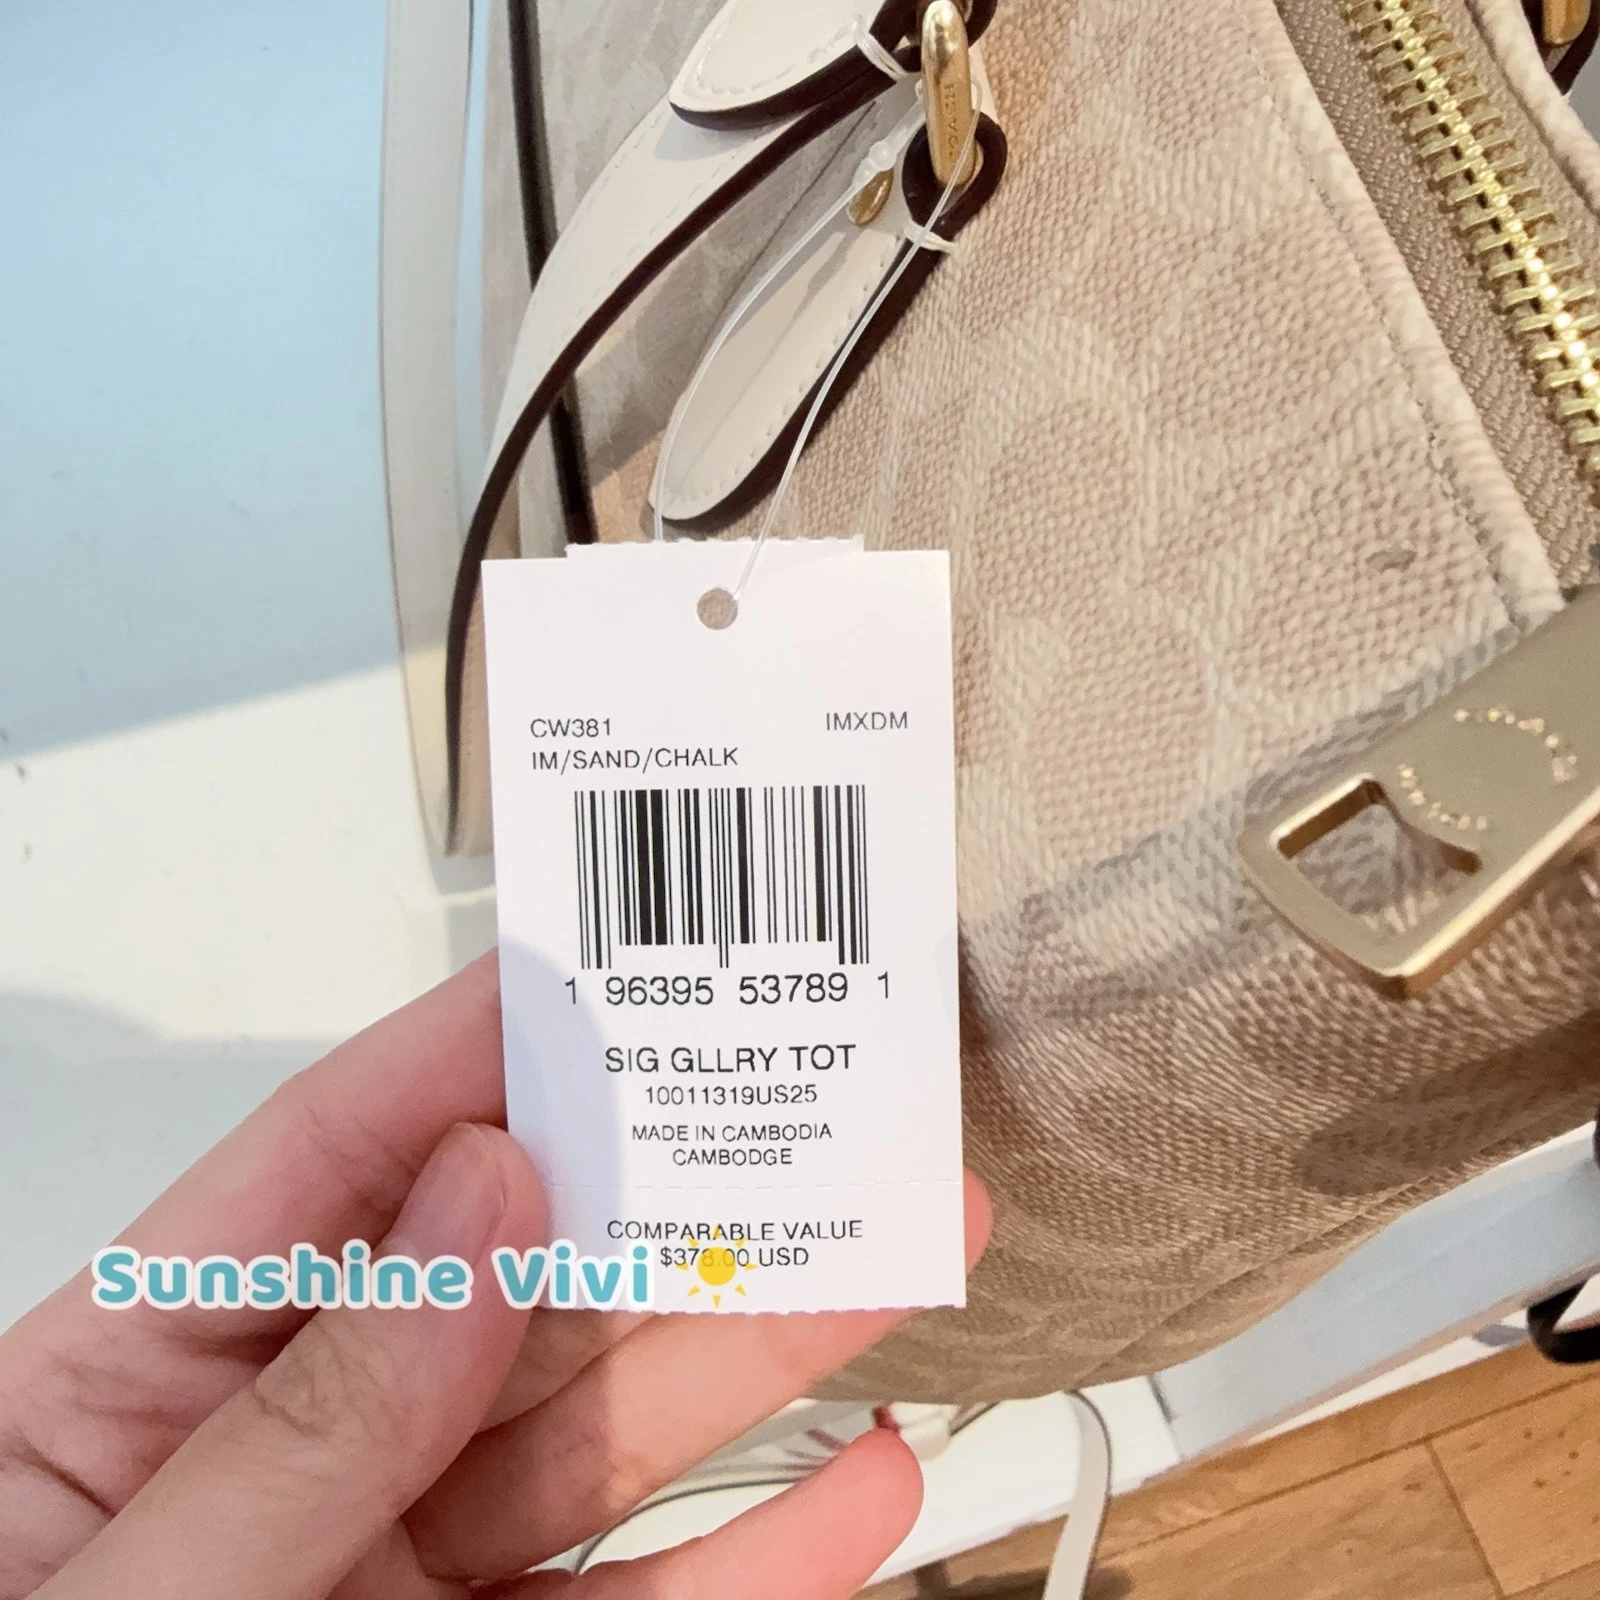 CW381 IMXDM
IM/SAND/CHALK
1 96395 53789 1
SIG GLLRY TOT
10011319US25
MADE IN CAMBODIA
CAMBODGE
COMPARABLE VALUE
$378.00 USD
Sunshine Vivi